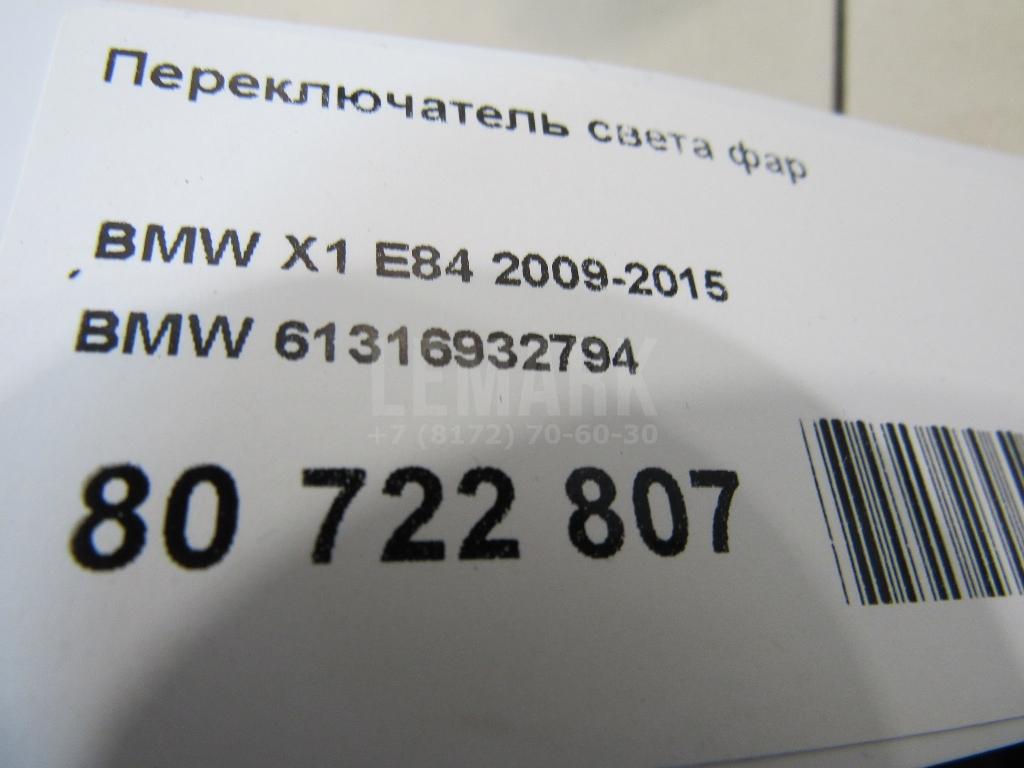 Переключатель света фар
BMW X1 E84 2009-2015
BMW 61316932794
LEMARK
+7 (8172) 70-60-30
80 722 807